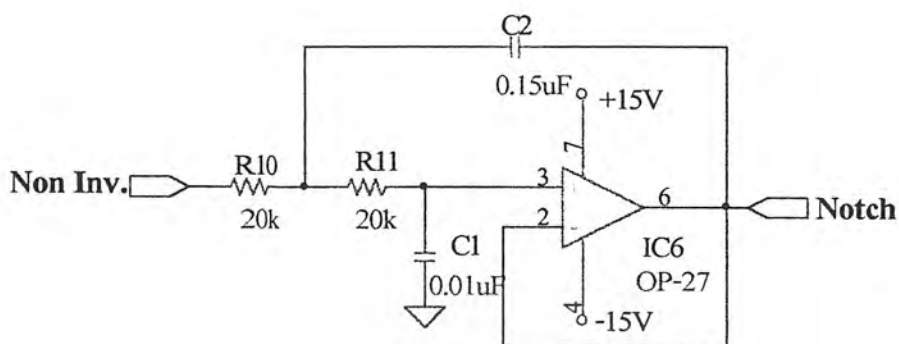 C2
0.15uF
+15V
7
Non Inv.
R10
20k
R11
20k
3
2
6
Notch
C1
0.01uF
IC6
OP-27
4
-15V